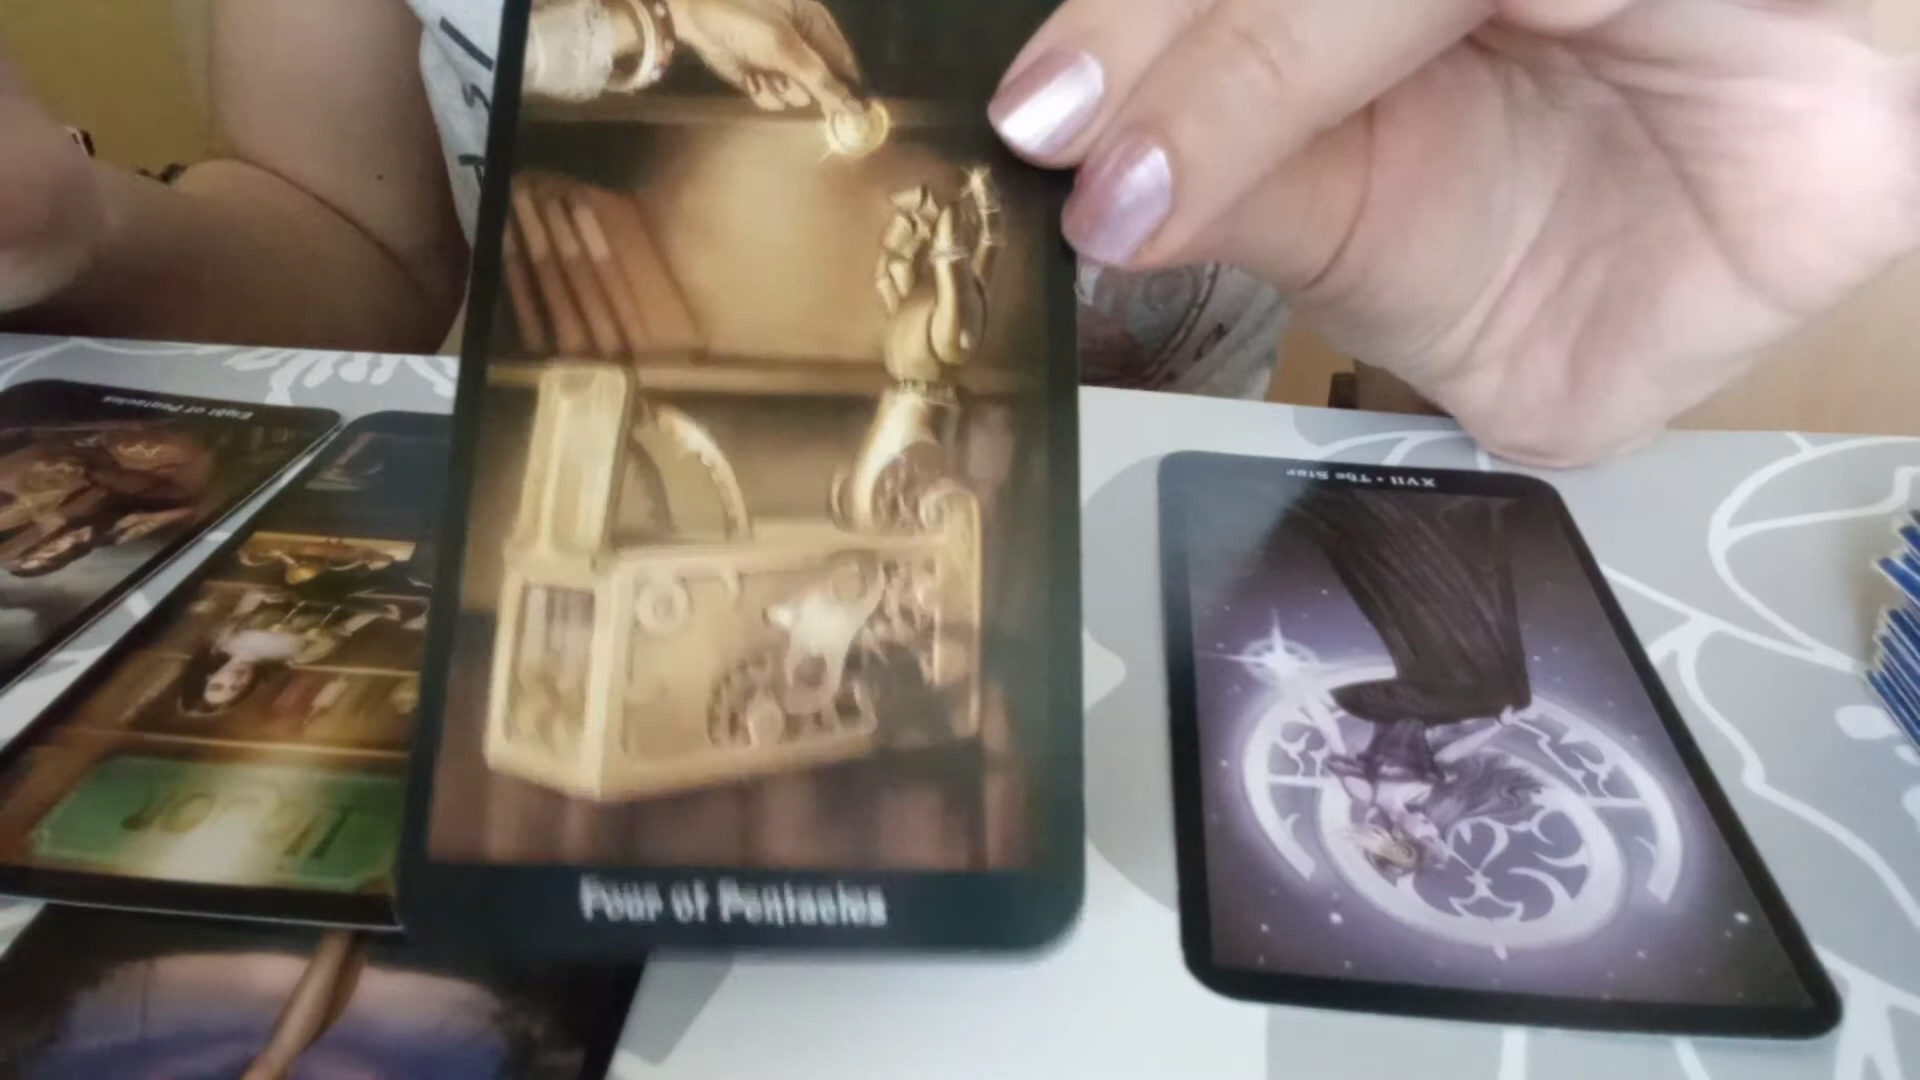 Eight of Pentacles
XVII • The Star
Four of Pentacles